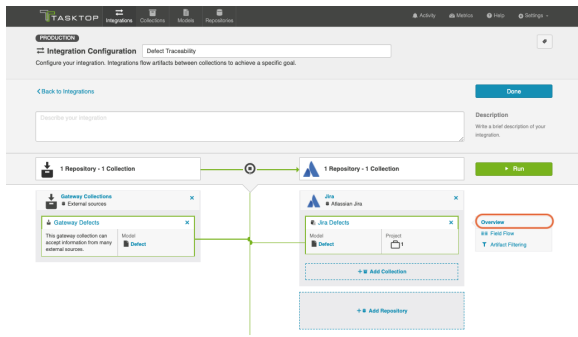 TASKTOP
Integrations
Collections
Models
Repositories
Activity
Metrics
Help
Settings
PRODUCTION
Integration Configuration
Defect Traceability
Configure your integration. Integrations flow artifacts between collections to achieve a specific goal.
Back to Integrations
Done
Describe your integration
Description
Write a brief description of your
integration.
1 Repository - 1 Collection
1 Repository - 1 Collection
Run
Gateway Collections
External sources
Jira
Atlassian Jira
Gateway Defects
This gateway collection can
accept information from many
external sources.
Model
Defect
Jira Defects
Model
Defect
Project
1
+ Add Collection
+ Add Repository
Overview
Field Flow
Artifact Filtering